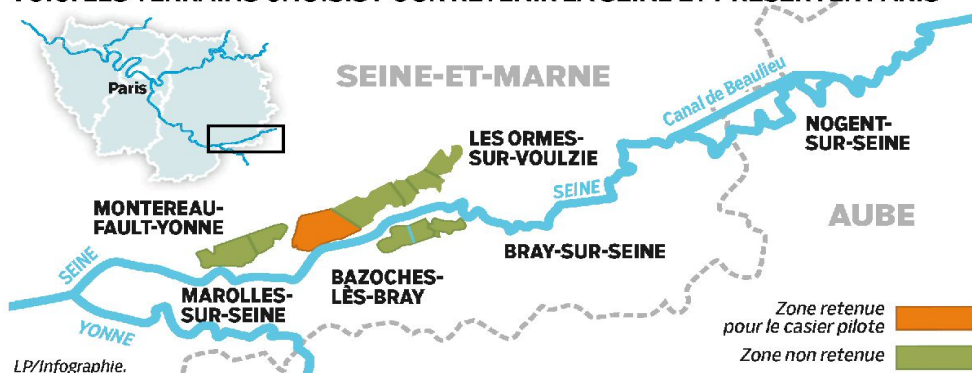 Paris
SEINE-ET-MARNE
Canal de Beaulieu
NOGENT-
SUR-SEINE
LES ORMES-
SUR-VOULZIE
SEINE
MONTEREAU-
FAULT-YONNE
AUBE
BRAY-SUR-SEINE
BAZOCHES-
LÈS-BRAY
SEINE
MAROLLES-
SUR-SEINE
YONNE
Zone retenue
pour le casier pilote
Zone non retenue
LP/Infographie.